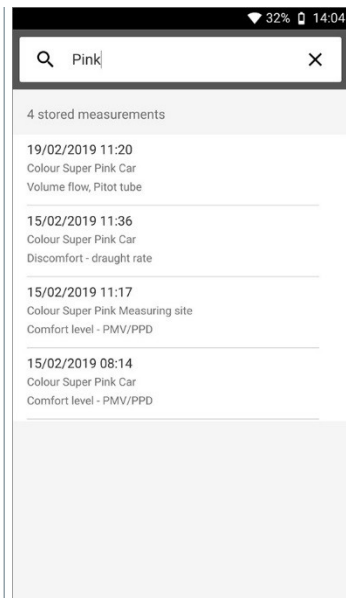 32% 14:04
Pink
4 stored measurements
19/02/2019 11:20
Colour Super Pink Car
Volume flow, Pitot tube
15/02/2019 11:36
Colour Super Pink Car
Discomfort - draught rate
15/02/2019 11:17
Colour Super Pink Measuring site
Comfort level - PMV/PPD
15/02/2019 08:14
Colour Super Pink Car
Comfort level - PMV/PPD